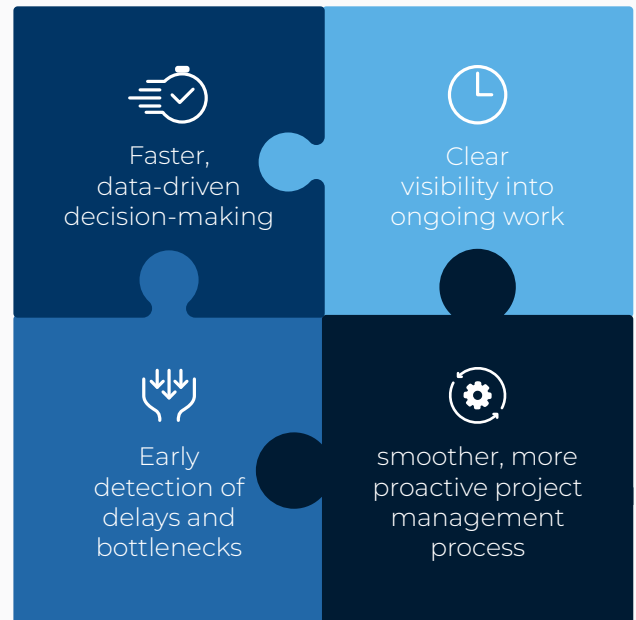 Faster,
data-driven
decision-making
Clear
visibility into
ongoing work
Early
detection of
delays and
bottlenecks
smoother, more
proactive project
management
process